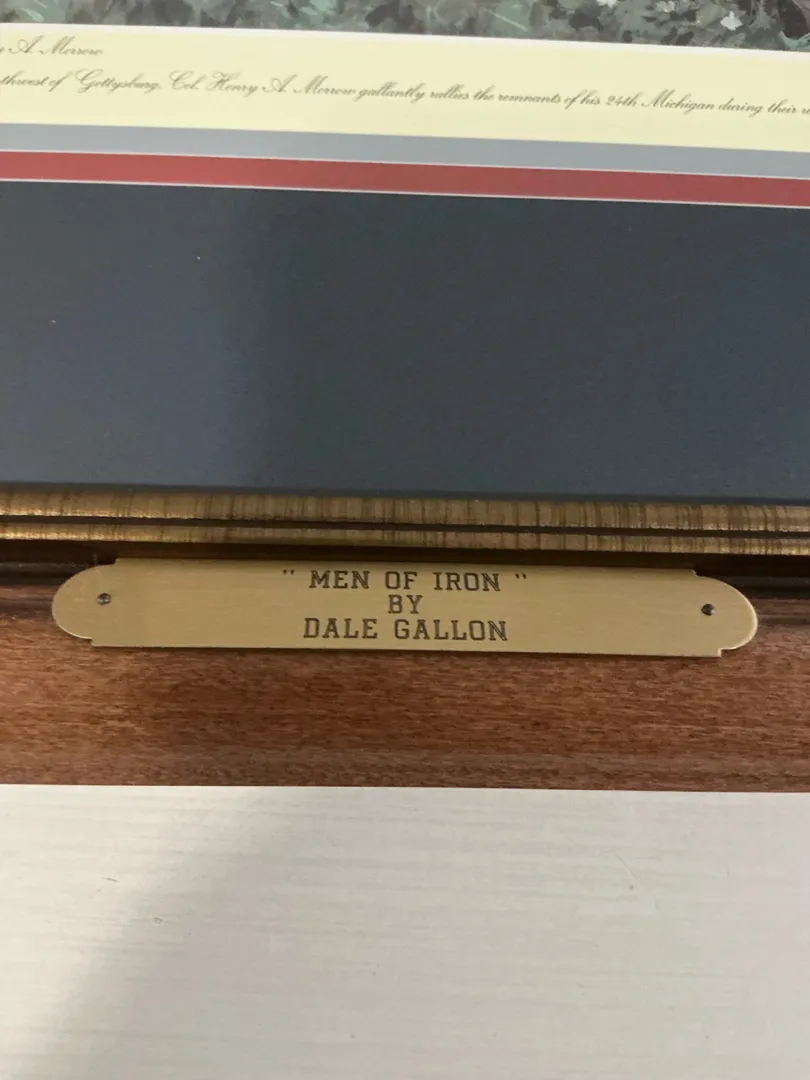 A. Morrow
of Gettysburg, Col. Henry A. Morrow gallantly rallies the remnants of his 24th Michigan during their
" MEN OF IRON "
BY
DALE GALLON